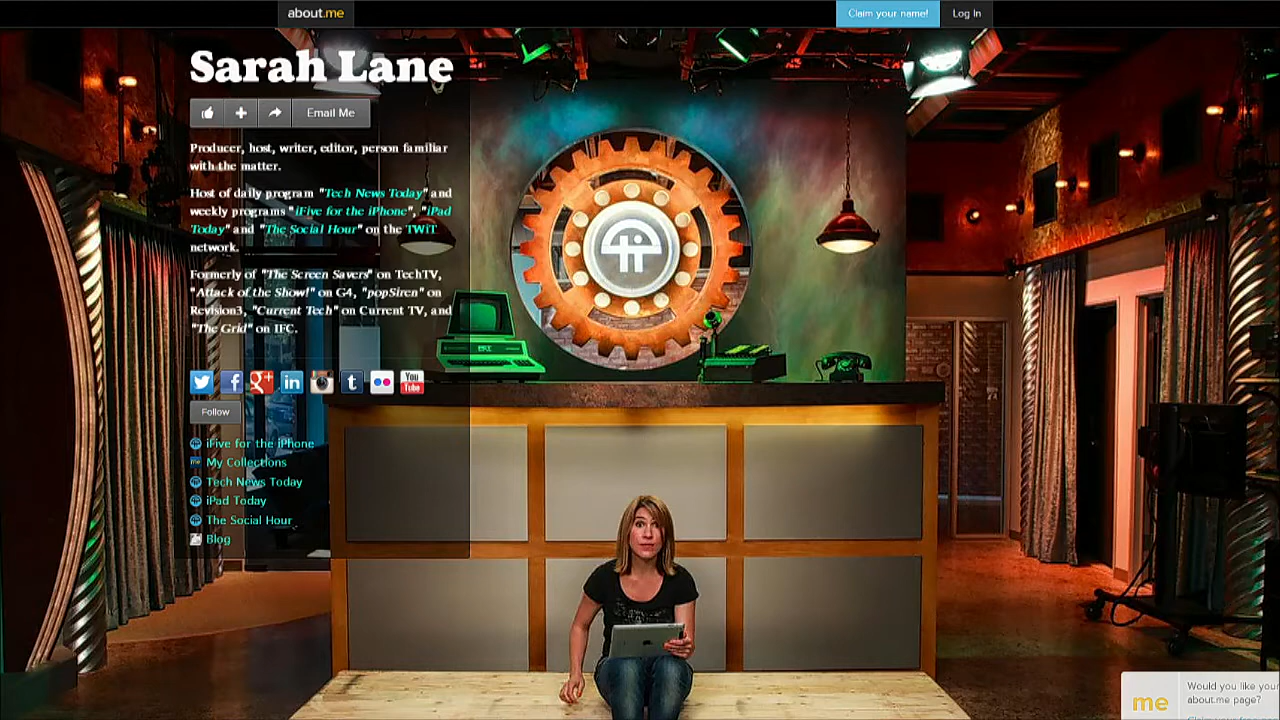 about.me
Claim your name!
Log In
Sarah Lane
Email Me
Producer, host, writer, editor, person familiar
with the matter.
Host of daily program "Tech News Today" and
weekly programs "iFive for the iPhone", "iPad
Today" and "The Social Hour" on the TWiT
network.
Formerly of "The Screen Savers" on TechTV,
"Attack of the Show!" on G4, "popSiren" on
Revision3, "Current Tech" on Current TV, and
"The Grid" on IFC.
You
Tube
Follow
iFive for the iPhone
My Collections
Tech News Today
iPad Today
The Social Hour
Blog
me
Would you like your
about.me page?